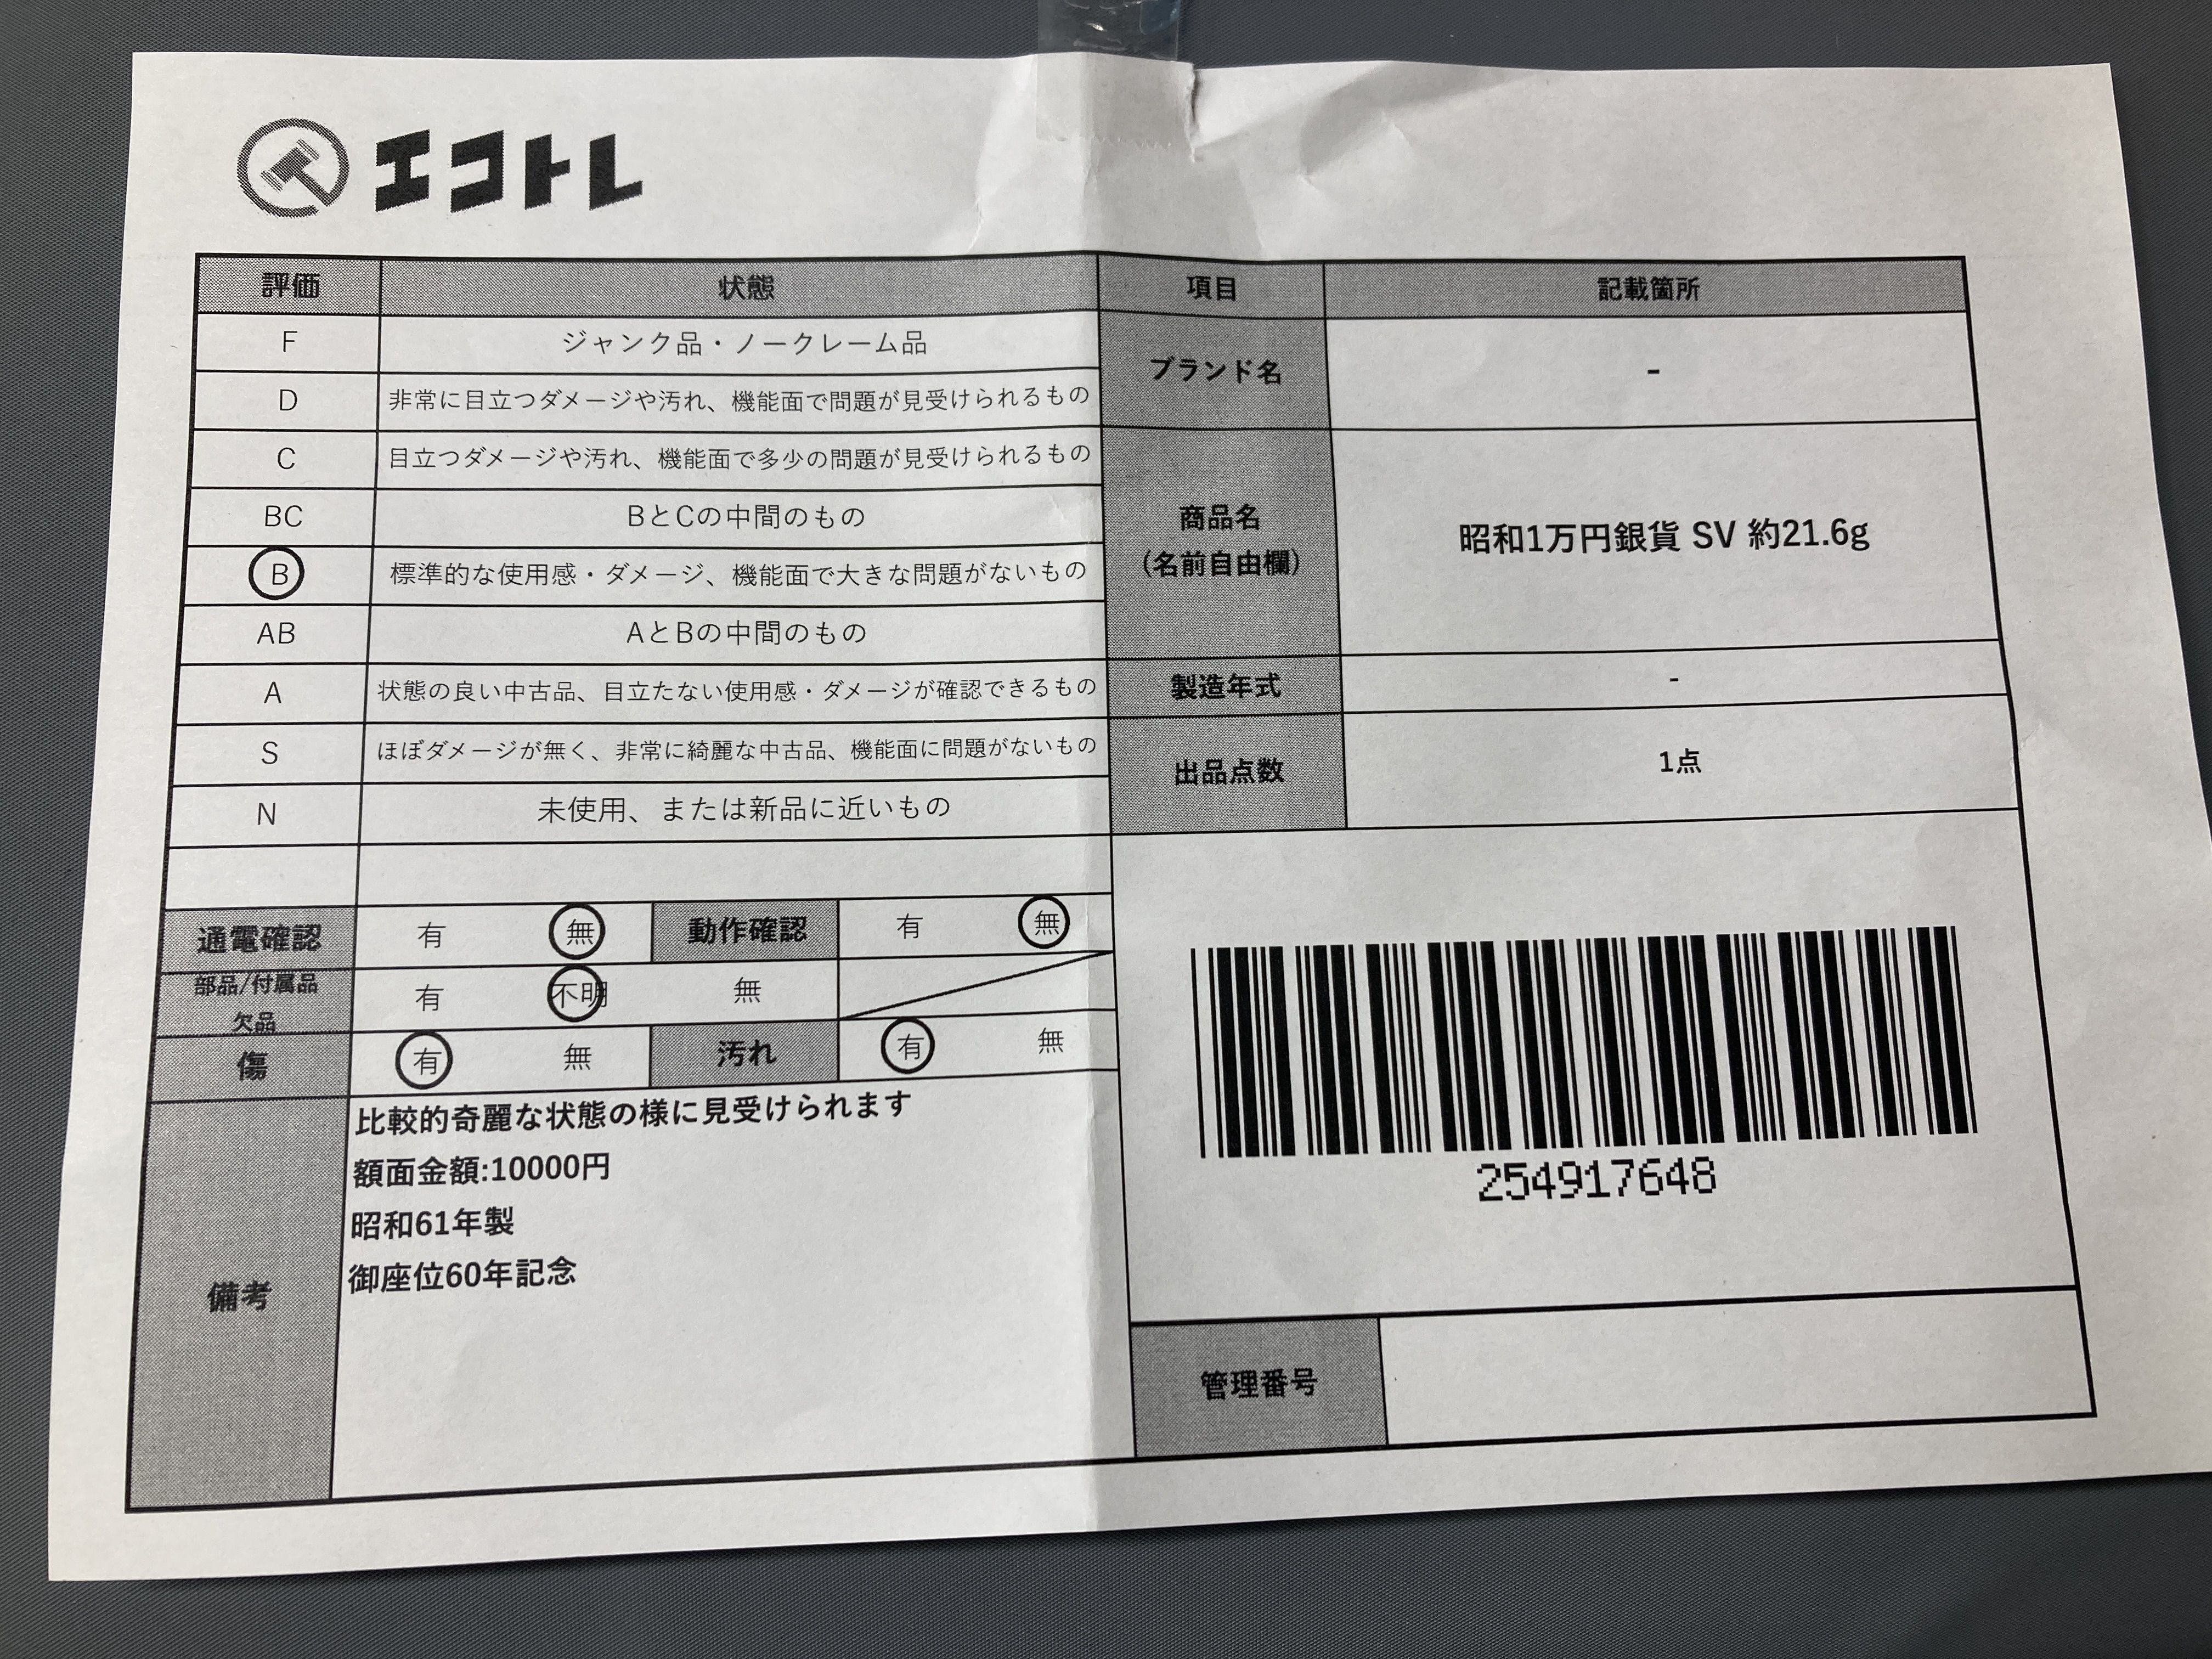 エコトレ
評価 状態 項目 記載箇所
F ジャンク品・ノークレーム品
D 非常に目立つダメージや汚れ、機能面で問題が見受けられるもの
C 目立つダメージや汚れ、機能面で多少の問題が見受けられるもの
BC BとCの中間のもの
B 標準的な使用感・ダメージ、機能面で大きな問題がないもの
AB AとBの中間のもの
A 状態の良い中古品、目立たない使用感・ダメージが確認できるもの
S ほぼダメージが無く、非常に綺麗な中古品、機能面に問題がないもの
N 未使用、または新品に近いもの
通電確認 有 無 動作確認 有 無
部品/付属品
欠品
有 不明 無
傷 有 無 汚れ 有 無
備考
比較的奇麗な状態の様に見受けられます
額面金額:10000円
昭和61年製
御座位60年記念
ブランド名 -
商品名
(名前自由欄)
昭和1万円銀貨 SV 約21.6g
製造年式 -
出品点数 1点
254917648
管理番号